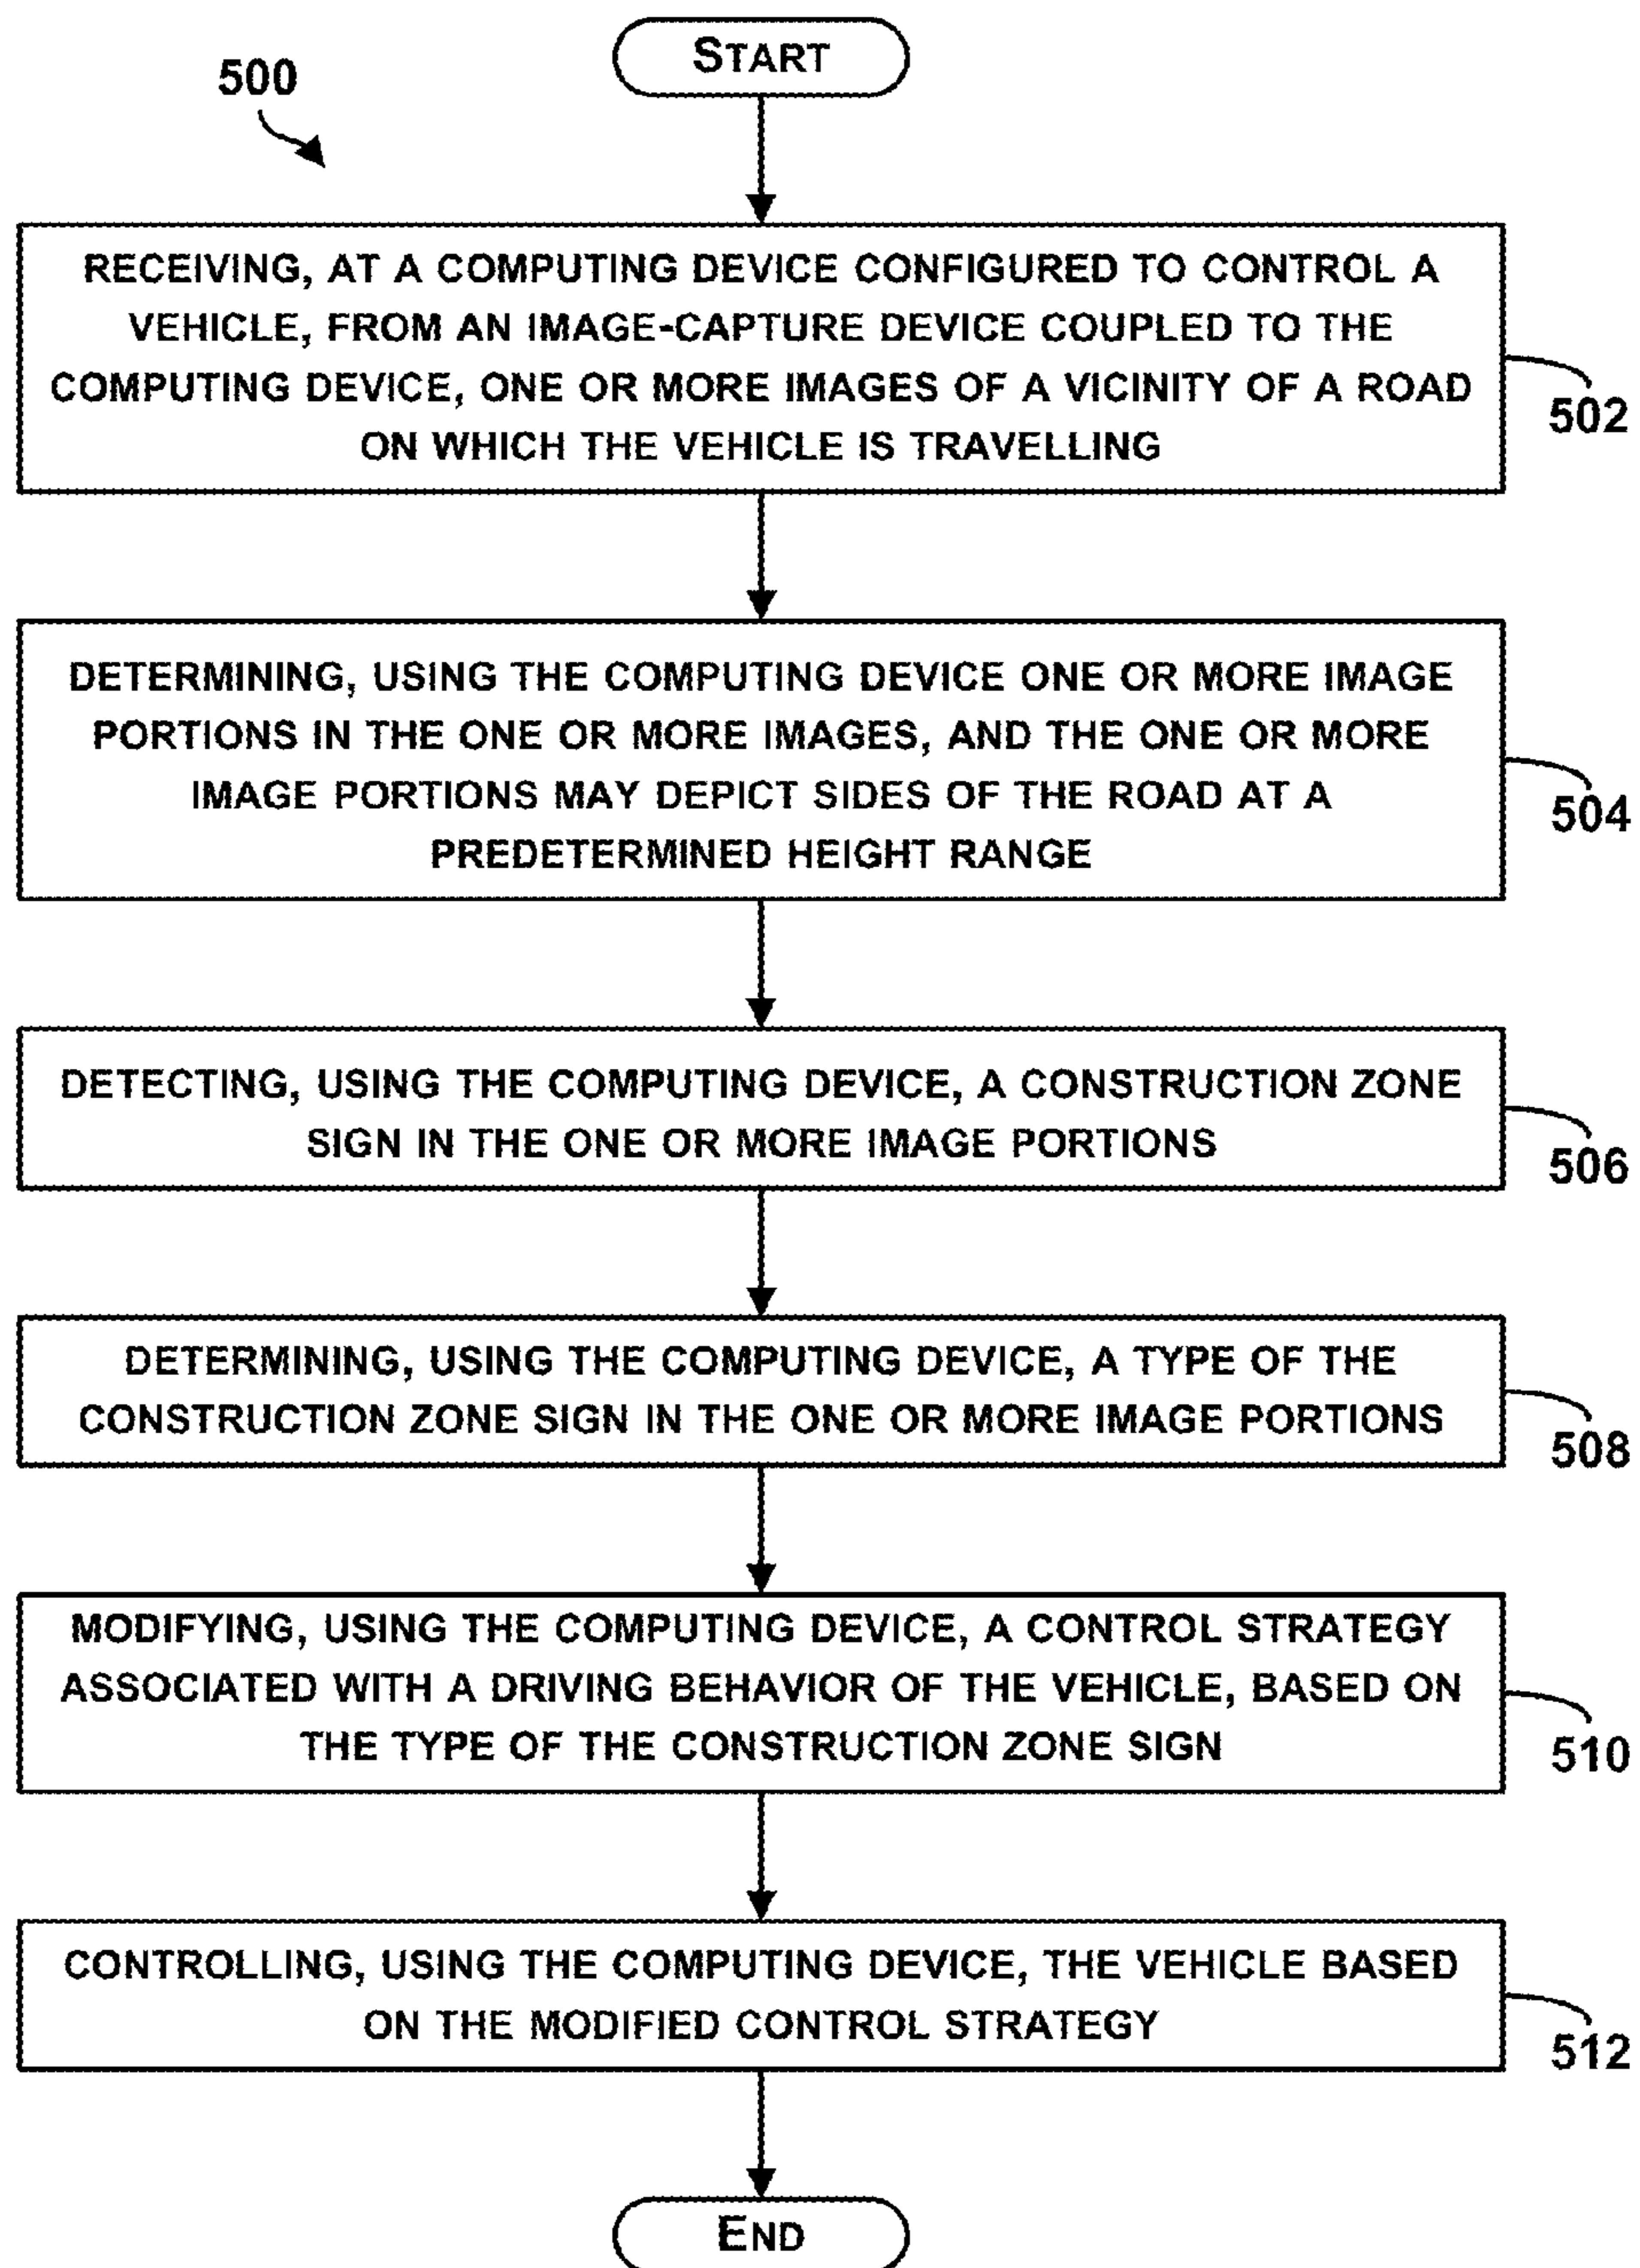 START
500
RECEIVING, AT A COMPUTING DEVICE CONFIGURED TO CONTROL A
VEHICLE, FROM AN IMAGE-CAPTURE DEVICE COUPLED TO THE
COMPUTING DEVICE, ONE OR MORE IMAGES OF A VICINITY OF A ROAD
ON WHICH THE VEHICLE IS TRAVELLING
502
DETERMINING, USING THE COMPUTING DEVICE ONE OR MORE IMAGE
PORTIONS IN THE ONE OR MORE IMAGES, AND THE ONE OR MORE
IMAGE PORTIONS MAY DEPICT SIDES OF THE ROAD AT A
PREDETERMINED HEIGHT RANGE
504
DETECTING, USING THE COMPUTING DEVICE, A CONSTRUCTION ZONE
SIGN IN THE ONE OR MORE IMAGE PORTIONS
506
DETERMINING, USING THE COMPUTING DEVICE, A TYPE OF THE
CONSTRUCTION ZONE SIGN IN THE ONE OR MORE IMAGE PORTIONS
508
MODIFYING, USING THE COMPUTING DEVICE, A CONTROL STRATEGY
ASSOCIATED WITH A DRIVING BEHAVIOR OF THE VEHICLE, BASED ON
THE TYPE OF THE CONSTRUCTION ZONE SIGN
510
CONTROLLING, USING THE COMPUTING DEVICE, THE VEHICLE BASED
ON THE MODIFIED CONTROL STRATEGY
512
END